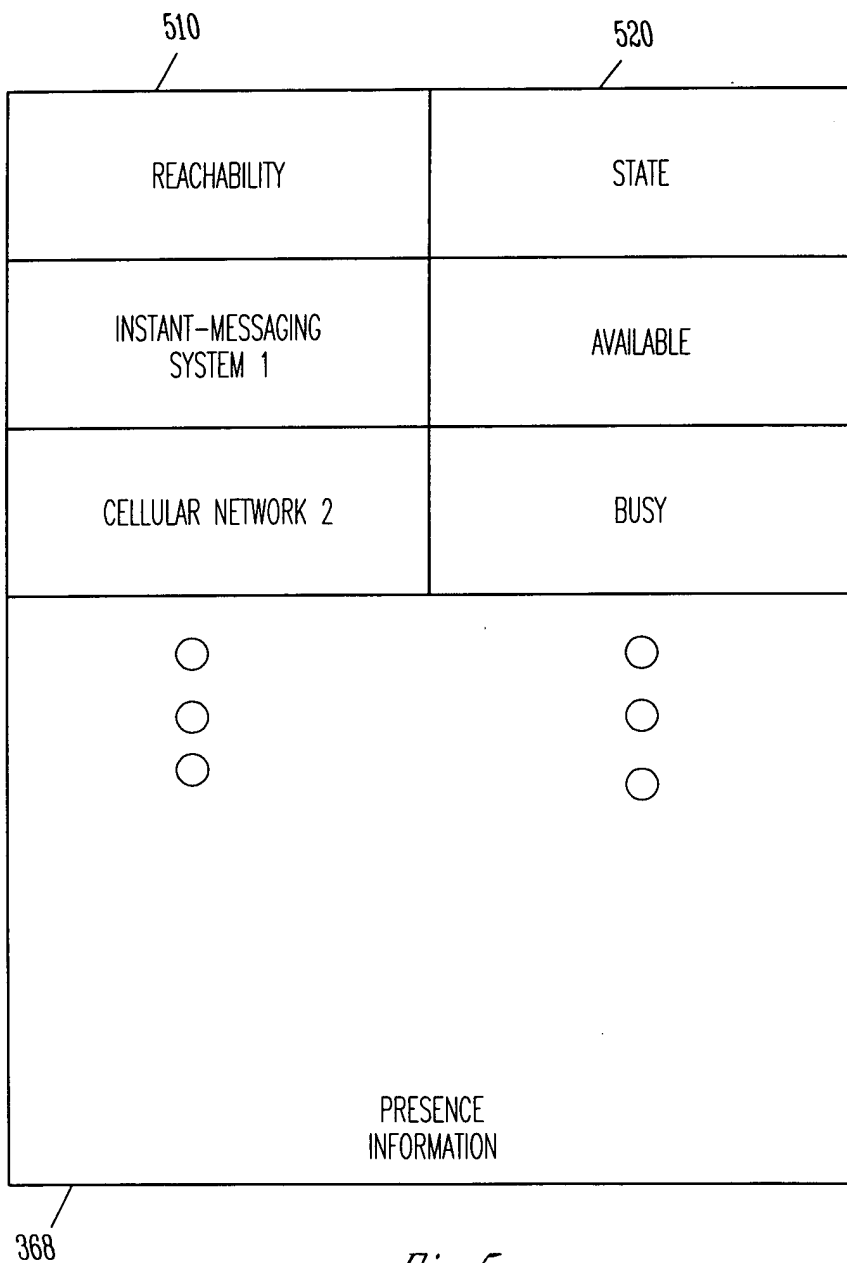 510
520
REACHABILITY
STATE
INSTANT-MESSAGING
SYSTEM 1
AVAILABLE
CELLULAR NETWORK 2
BUSY
PRESENCE
INFORMATION
368